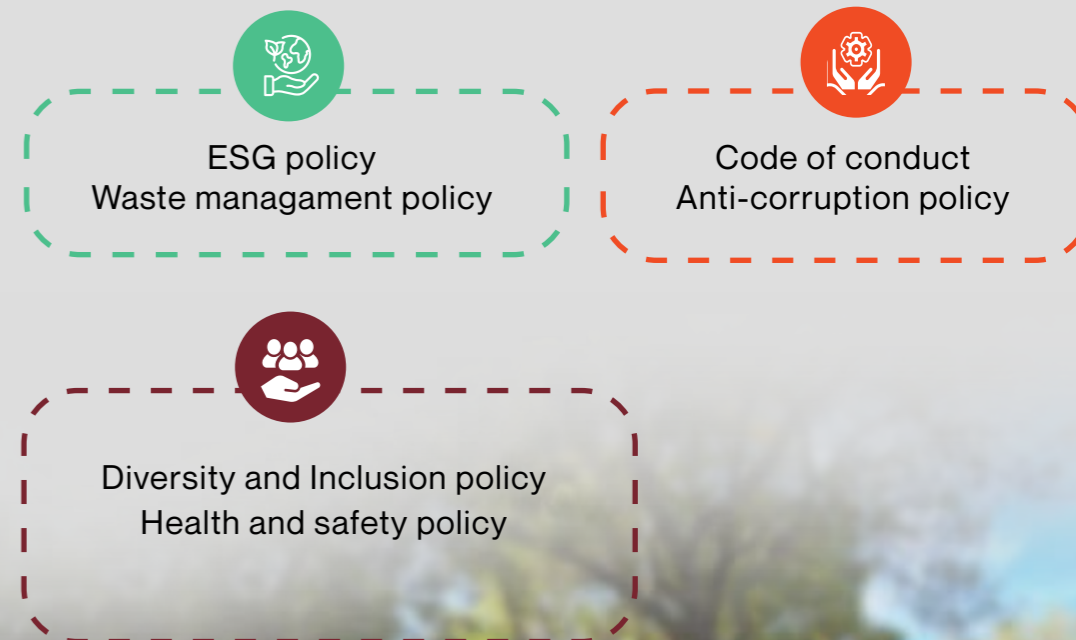 ESG policy
Waste managament policy
Code of conduct
Anti-corruption policy
Diversity and Inclusion policy
Health and safety policy